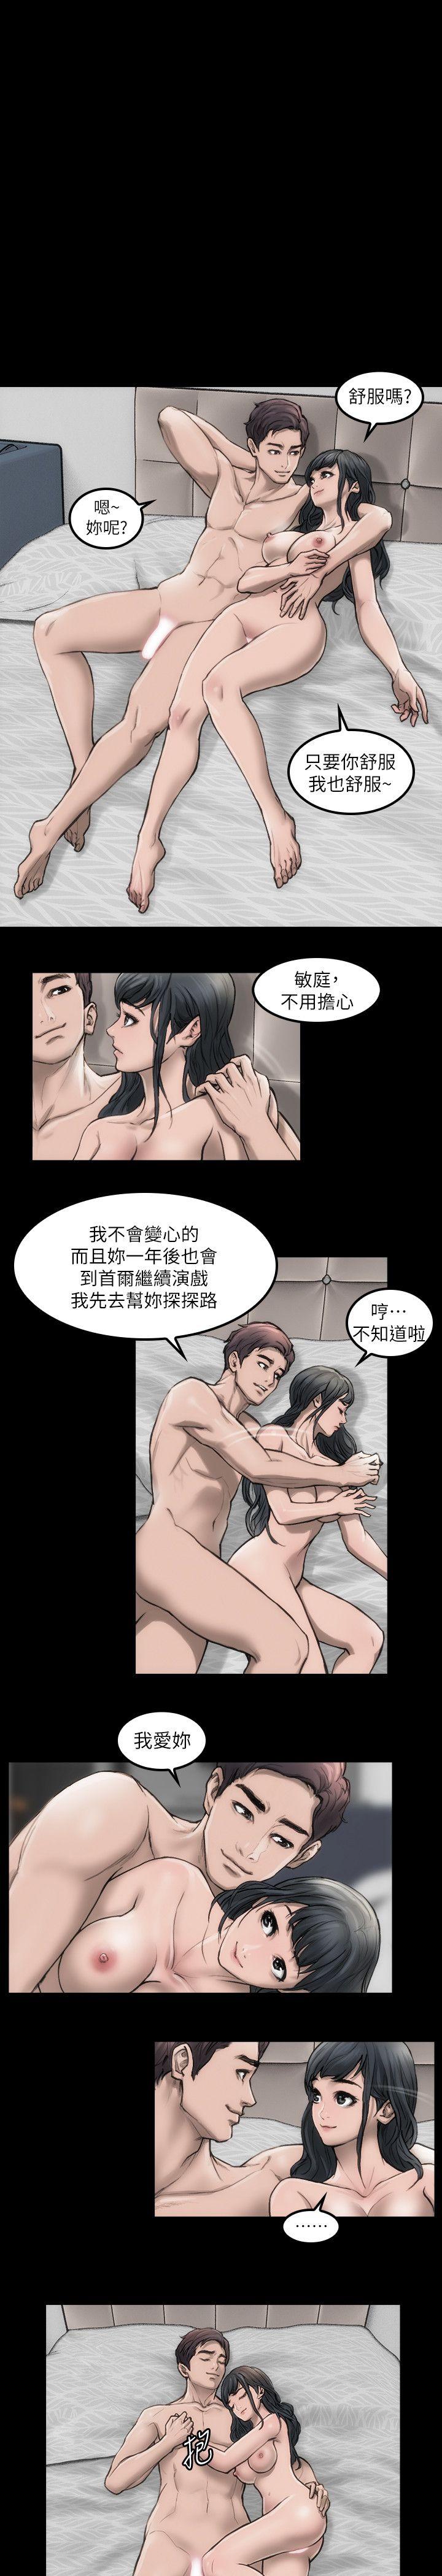 舒服嗎?
嗯~
妳呢?
只要你舒服
我也舒服~
敏庭,
不用擔心
我不會變心的
而且妳一年後也會
到首爾繼續演戲
我先去幫妳探探路
哼…
不知道啦
我愛妳
……
抱